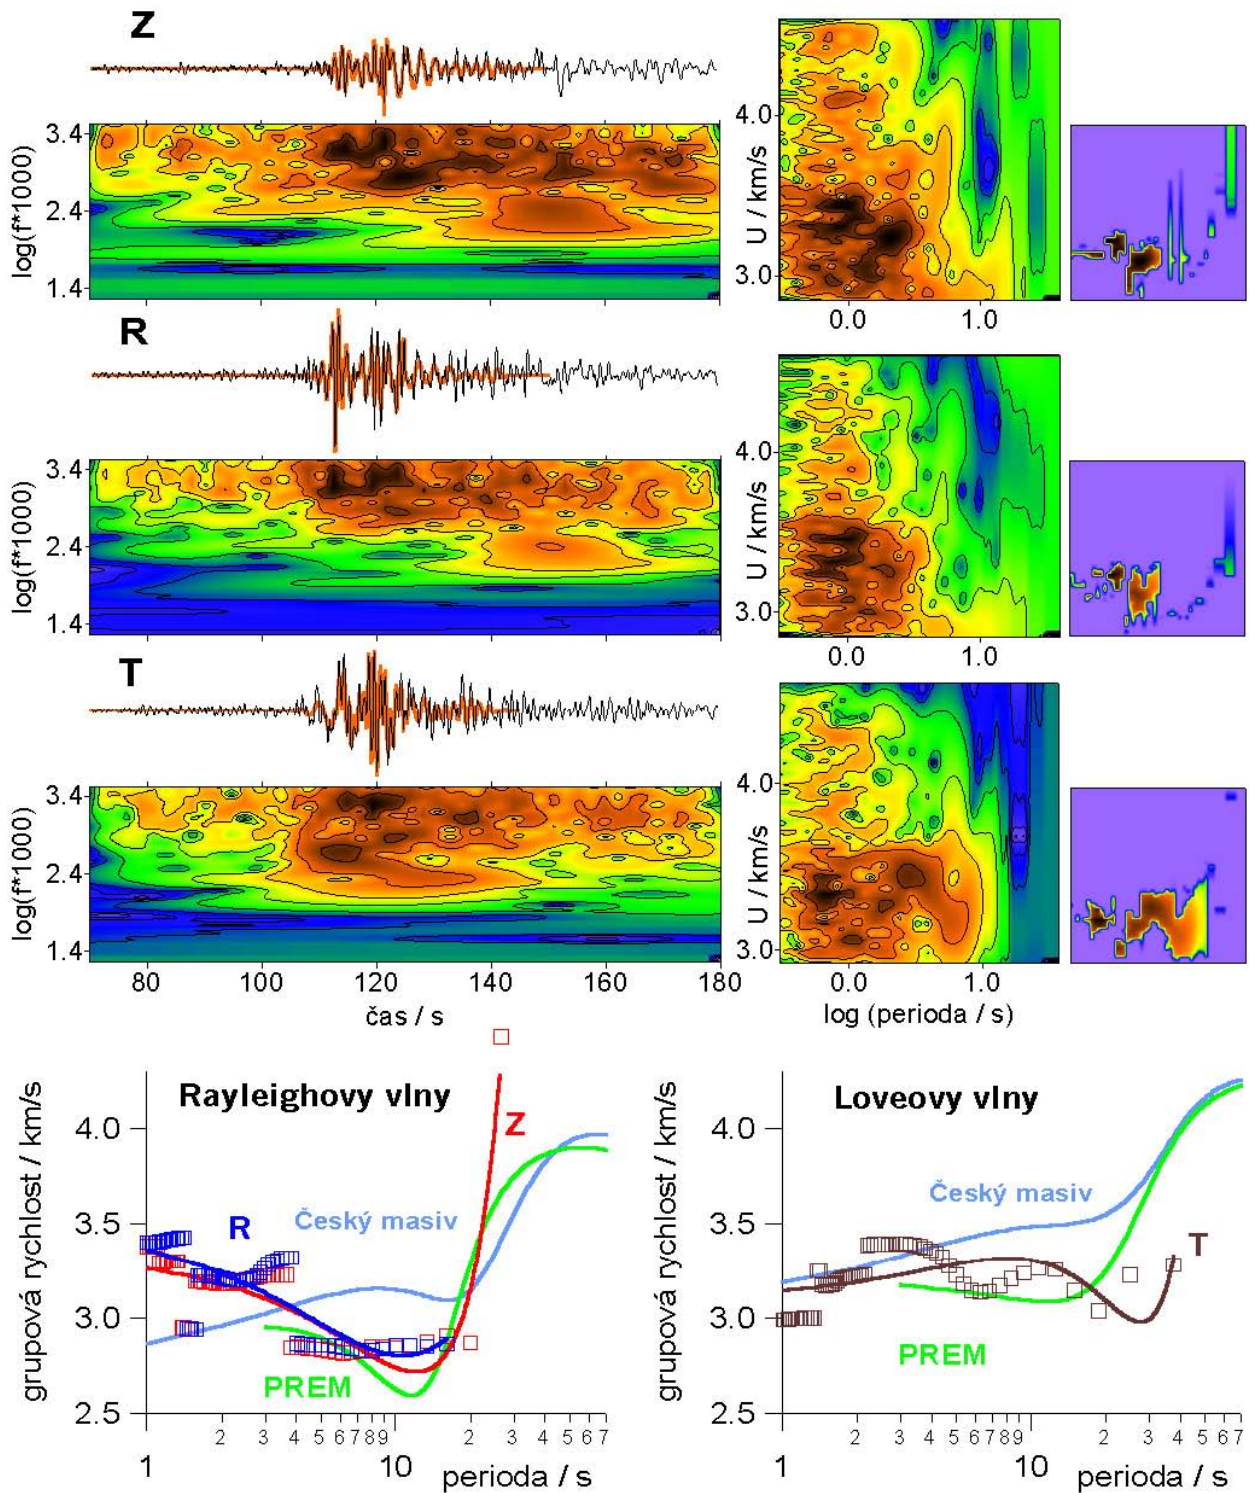 Z
3.4
2.4
1.4
log(f*1000)
4.0
3.0
U / km/s
0.0 1.0
R
3.4
2.4
1.4
log(f*1000)
4.0
3.0
U / km/s
0.0 1.0
T
3.4
2.4
1.4
log(f*1000)
80 100 120 140 160 180
čas / s
4.0
3.0
U / km/s
0.0 1.0
log (perioda / s)
Rayleighovy vlny
grupová rychlost / km/s
4.0
3.5
3.0
2.5
Z
R
Český masiv
PREM
2 3 4 5 6 7 8 9 2 3 4 5 6 7
1 10
perioda / s
Loveovy vlny
grupová rychlost / km/s
4.0
3.5
3.0
2.5
Český masiv
T
PREM
2 3 4 5 6 7 8 9 2 3 4 5 6 7
1 10
perioda / s